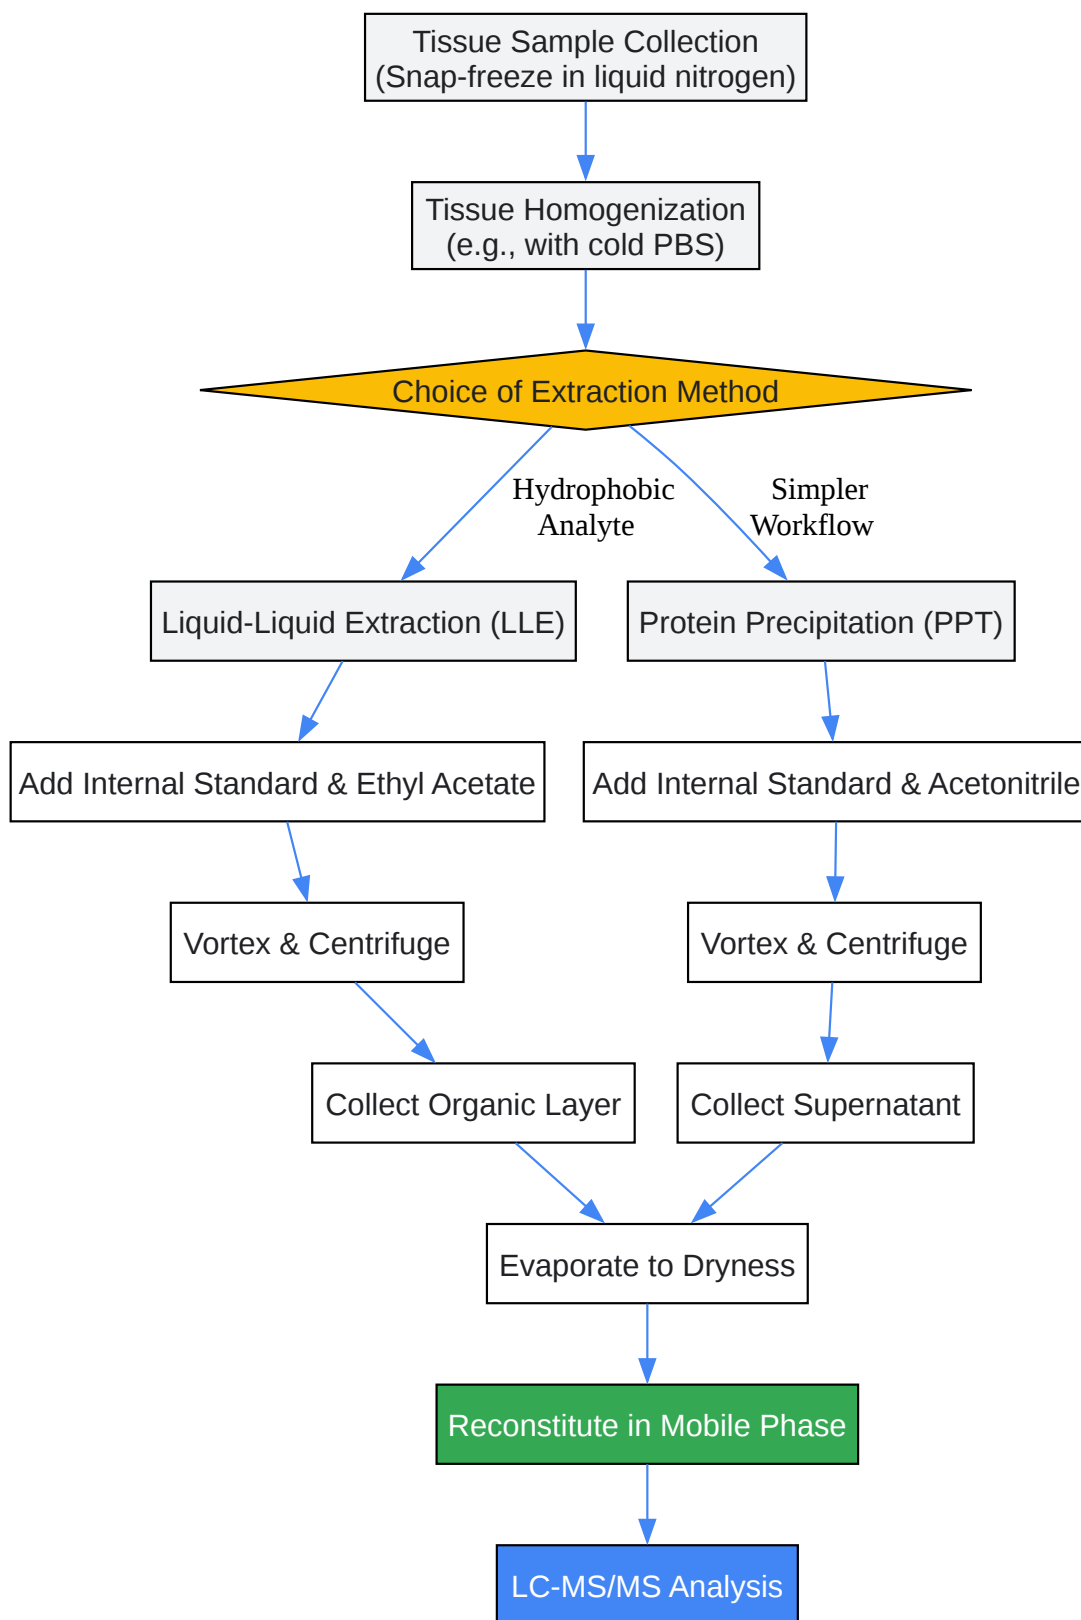 Tissue Sample Collection
(Snap-freeze in liquid nitrogen)
Tissue Homogenization
(e.g., with cold PBS)
Choice of Extraction Method
Hydrophobic
Analyte
Simpler
Workflow
Liquid-Liquid Extraction (LLE)
Protein Precipitation (PPT)
Add Internal Standard & Ethyl Acetate
Add Internal Standard & Acetonitrile
Vortex & Centrifuge
Vortex & Centrifuge
Collect Organic Layer
Collect Supernatant
Evaporate to Dryness
Reconstitute in Mobile Phase
LC-MS/MS Analysis